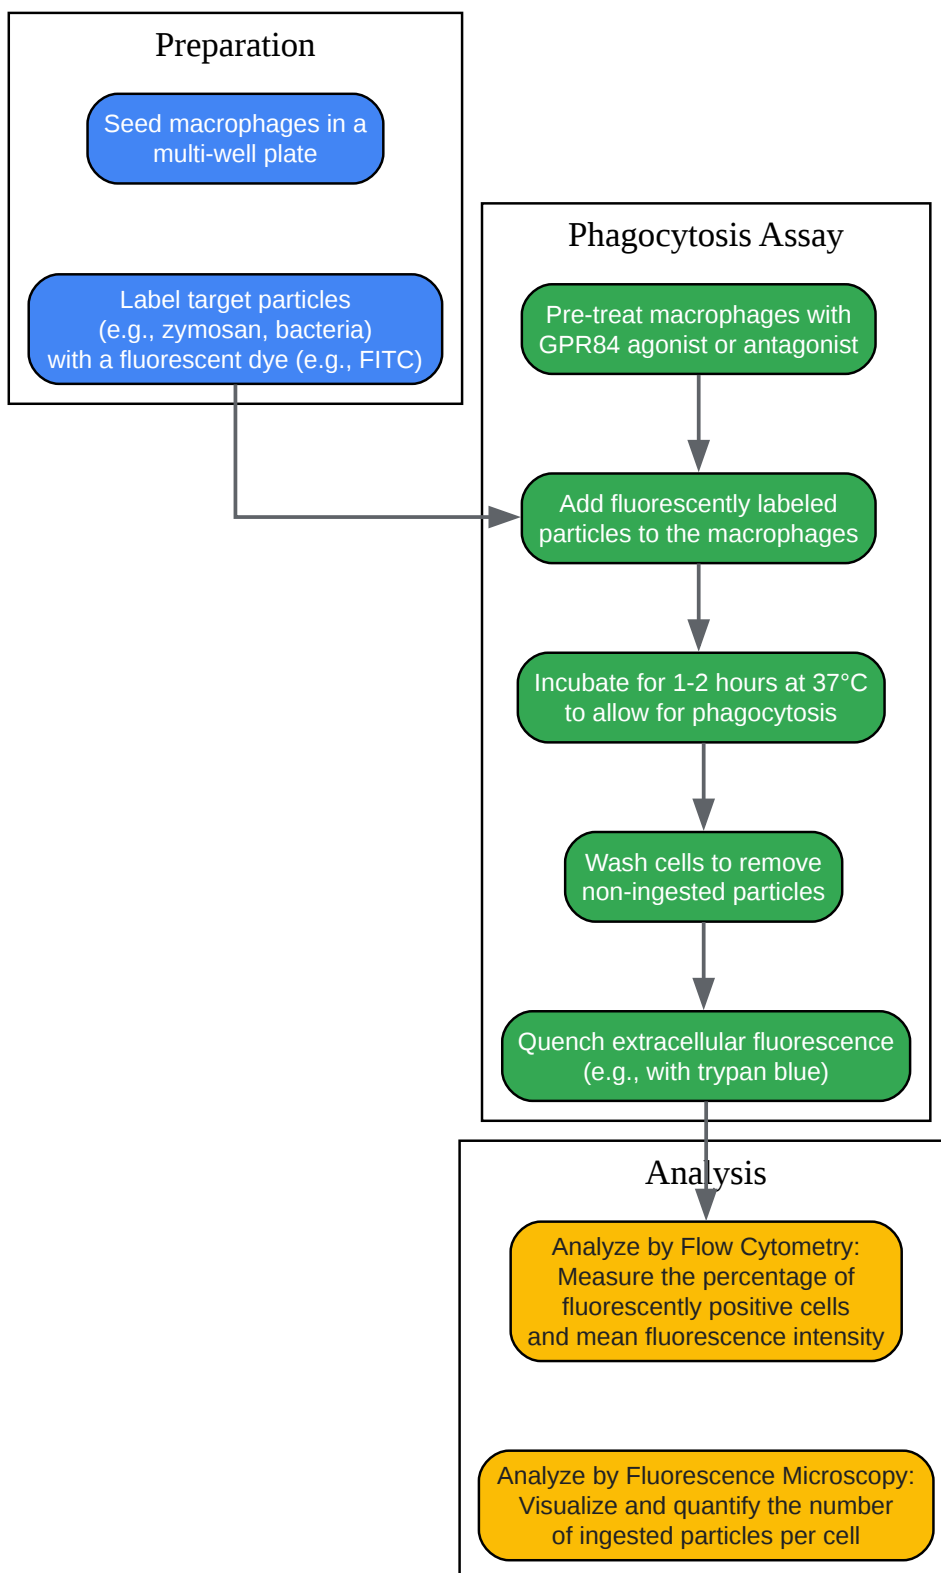 Preparation
Seed macrophages in a
multi-well plate
Label target particles
(e.g., zymosan, bacteria)
with a fluorescent dye (e.g., FITC)
Phagocytosis Assay
Pre-treat macrophages with
GPR84 agonist or antagonist
Add fluorescently labeled
particles to the macrophages
Incubate for 1-2 hours at 37°C
to allow for phagocytosis
Wash cells to remove
non-ingested particles
Quench extracellular fluorescence
(e.g., with trypan blue)
Analysis
Analyze by Flow Cytometry:
Measure the percentage of
fluorescently positive cells
and mean fluorescence intensity
Analyze by Fluorescence Microscopy:
Visualize and quantify the number
of ingested particles per cell